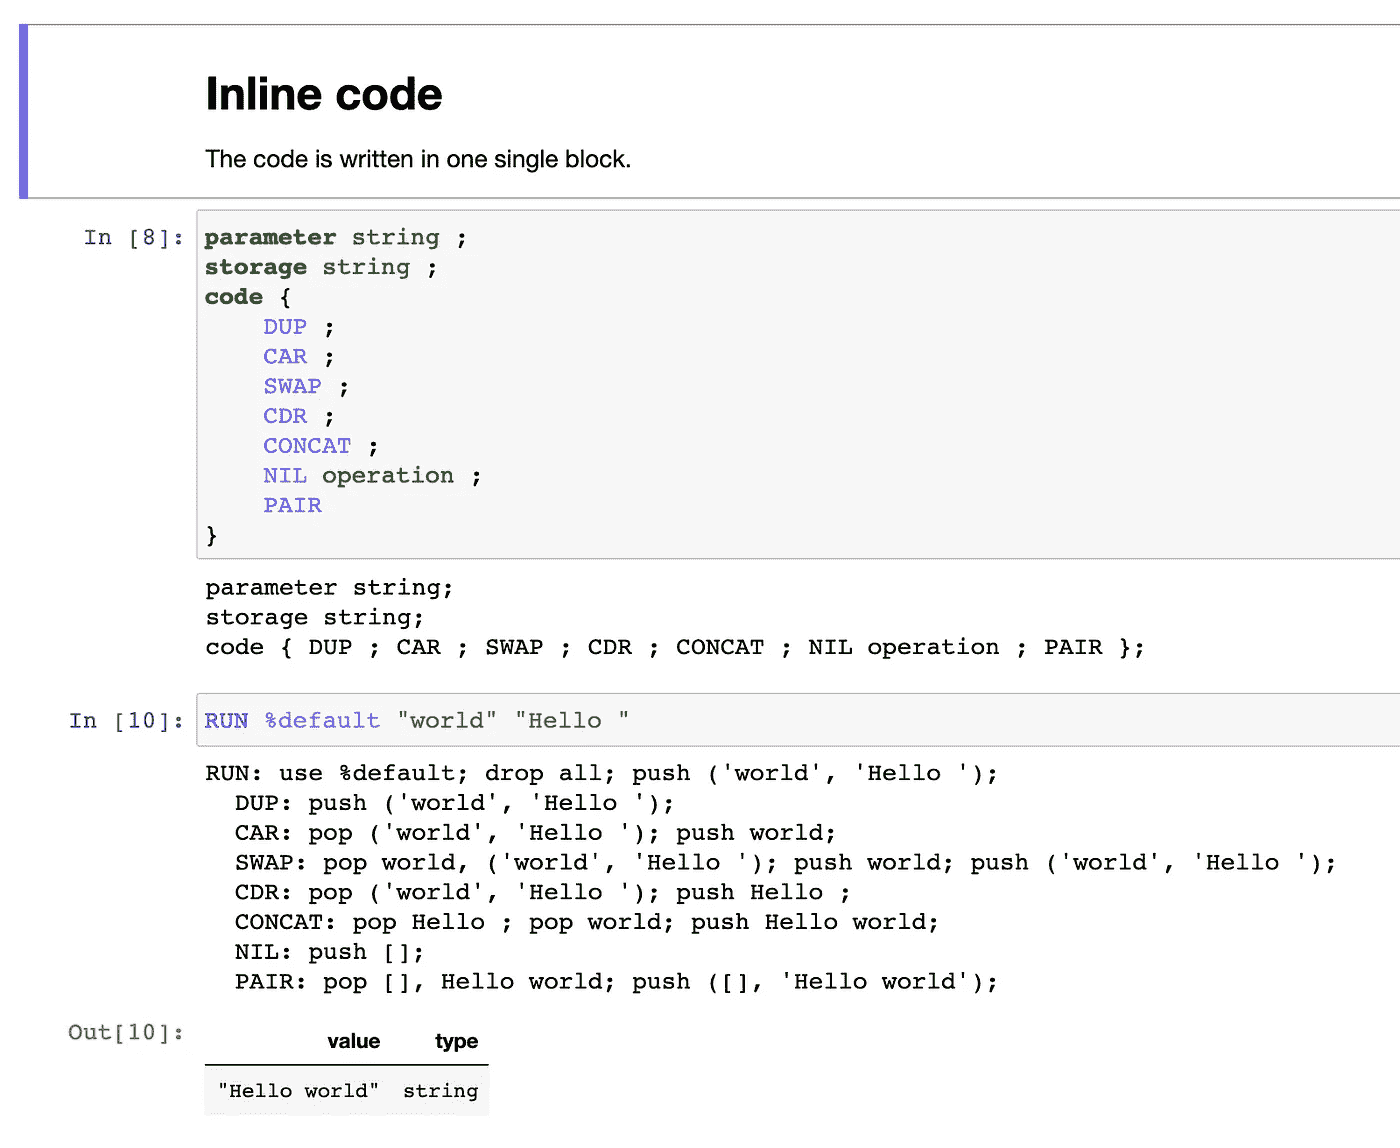 Inline code
The code is written in one single block.
In [8]: parameter string ;
storage string ;
code {
    DUP ;
    CAR ;
    SWAP ;
    CDR ;
    CONCAT ;
    NIL operation ;
    PAIR
}
parameter string;
storage string;
code { DUP ; CAR ; SWAP ; CDR ; CONCAT ; NIL operation ; PAIR };
In [10]: RUN %default "world" "Hello "
RUN: use %default; drop all; push ('world', 'Hello ');
  DUP: push ('world', 'Hello ');
  CAR: pop ('world', 'Hello '); push world;
  SWAP: pop world, ('world', 'Hello '); push world; push ('world', 'Hello ');
  CDR: pop ('world', 'Hello '); push Hello ;
  CONCAT: pop Hello ; pop world; push Hello world;
  NIL: push [];
  PAIR: pop [], Hello world; push ([], 'Hello world');
Out[10]:
value type
"Hello world" string